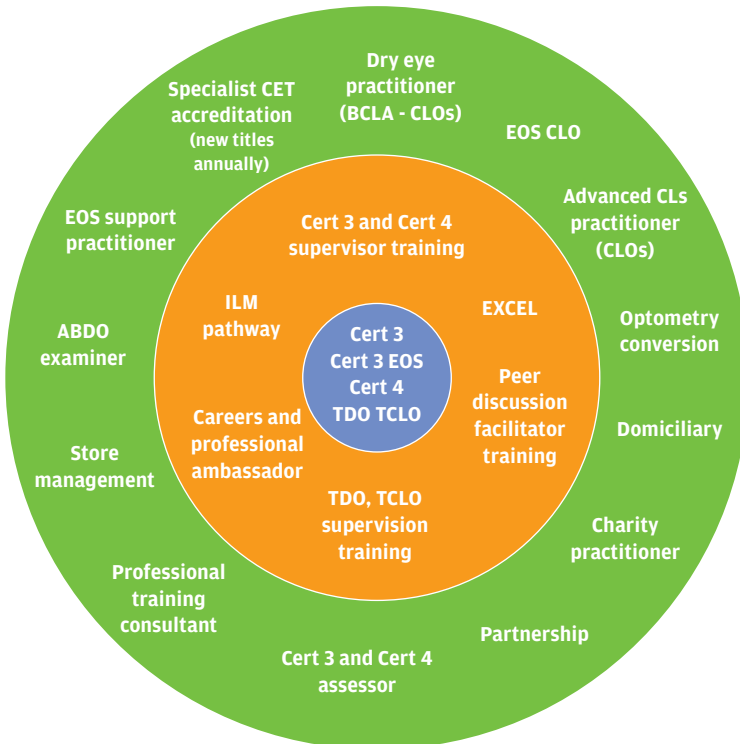 Dry eye
practitioner
(BCLA - CLOs)
EOS CLO
Advanced CLs
practitioner
(CLOs)
Optometry
conversion
Domiciliary
Charity
practitioner
Partnership
Cert 3 and Cert 4
assessor
Professional
training
consultant
Store
management
ABDO
examiner
EOS support
practitioner
Specialist CET
accreditation
(new titles
annually)
Cert 3 and Cert 4
supervisor training
EXCEL
Peer
discussion
facilitator
training
TDO, TCLO
supervision
training
Careers and
professional
ambassador
ILM
pathway
Cert 3
Cert 3 EOS
Cert 4
TDO TCLO